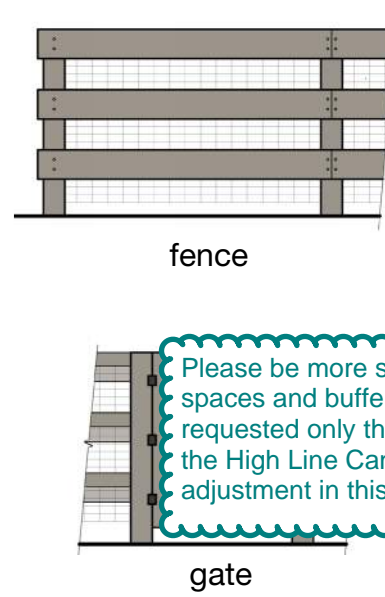 fence
Please be more s
spaces and buffe
requested only th
the High Line Car
adjustment in this
gate